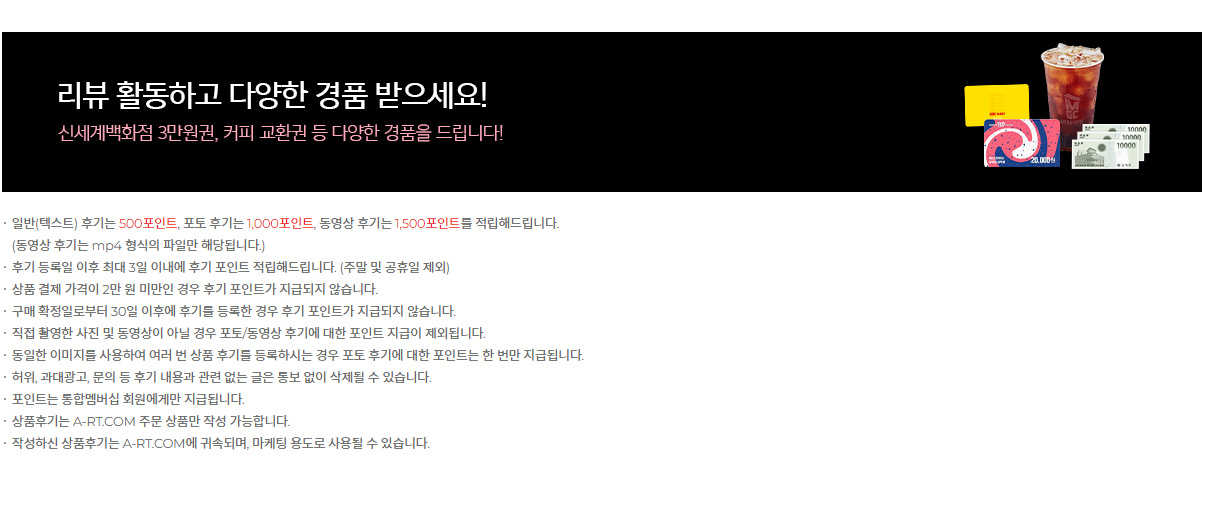 리뷰 활동하고 다양한 경품 받으세요!
신세계백화점 3만원권, 커피 교환권 등 다양한 경품을 드립니다!
MGC
20,000원
10000
10000
10000
· 일반(텍스트) 후기는 500포인트, 포토 후기는 1,000포인트, 동영상 후기는 1,500포인트를 적립해드립니다.
(동영상 후기는 mp4 형식의 파일만 해당됩니다.)
· 후기 등록일 이후 최대 3일 이내에 후기 포인트 적립해드립니다. (주말 및 공휴일 제외)
· 상품 결제 가격이 2만 원 미만인 경우 후기 포인트가 지급되지 않습니다.
· 구매 확정일로부터 30일 이후에 후기를 등록한 경우 후기 포인트가 지급되지 않습니다.
· 직접 촬영한 사진 및 동영상이 아닐 경우 포토/동영상 후기에 대한 포인트 지급이 제외됩니다.
· 동일한 이미지를 사용하여 여러 번 상품 후기를 등록하시는 경우 포토 후기에 대한 포인트는 한 번만 지급됩니다.
· 허위, 과대광고, 문의 등 후기 내용과 관련 없는 글은 통보 없이 삭제될 수 있습니다.
· 포인트는 통합멤버십 회원에게만 지급됩니다.
· 상품후기는 A-RT.COM 주문 상품만 작성 가능합니다.
· 작성하신 상품후기는 A-RT.COM에 귀속되며, 마케팅 용도로 사용될 수 있습니다.